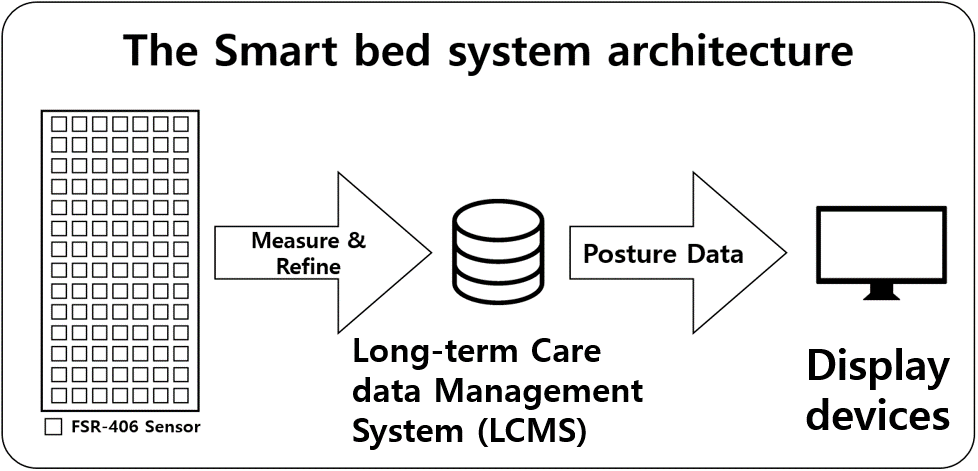 The Smart bed system architecture
Measure &
Refine
Posture Data
Long-term Care
data Management
System (LCMS)
Display
devices
FSR-406 Sensor